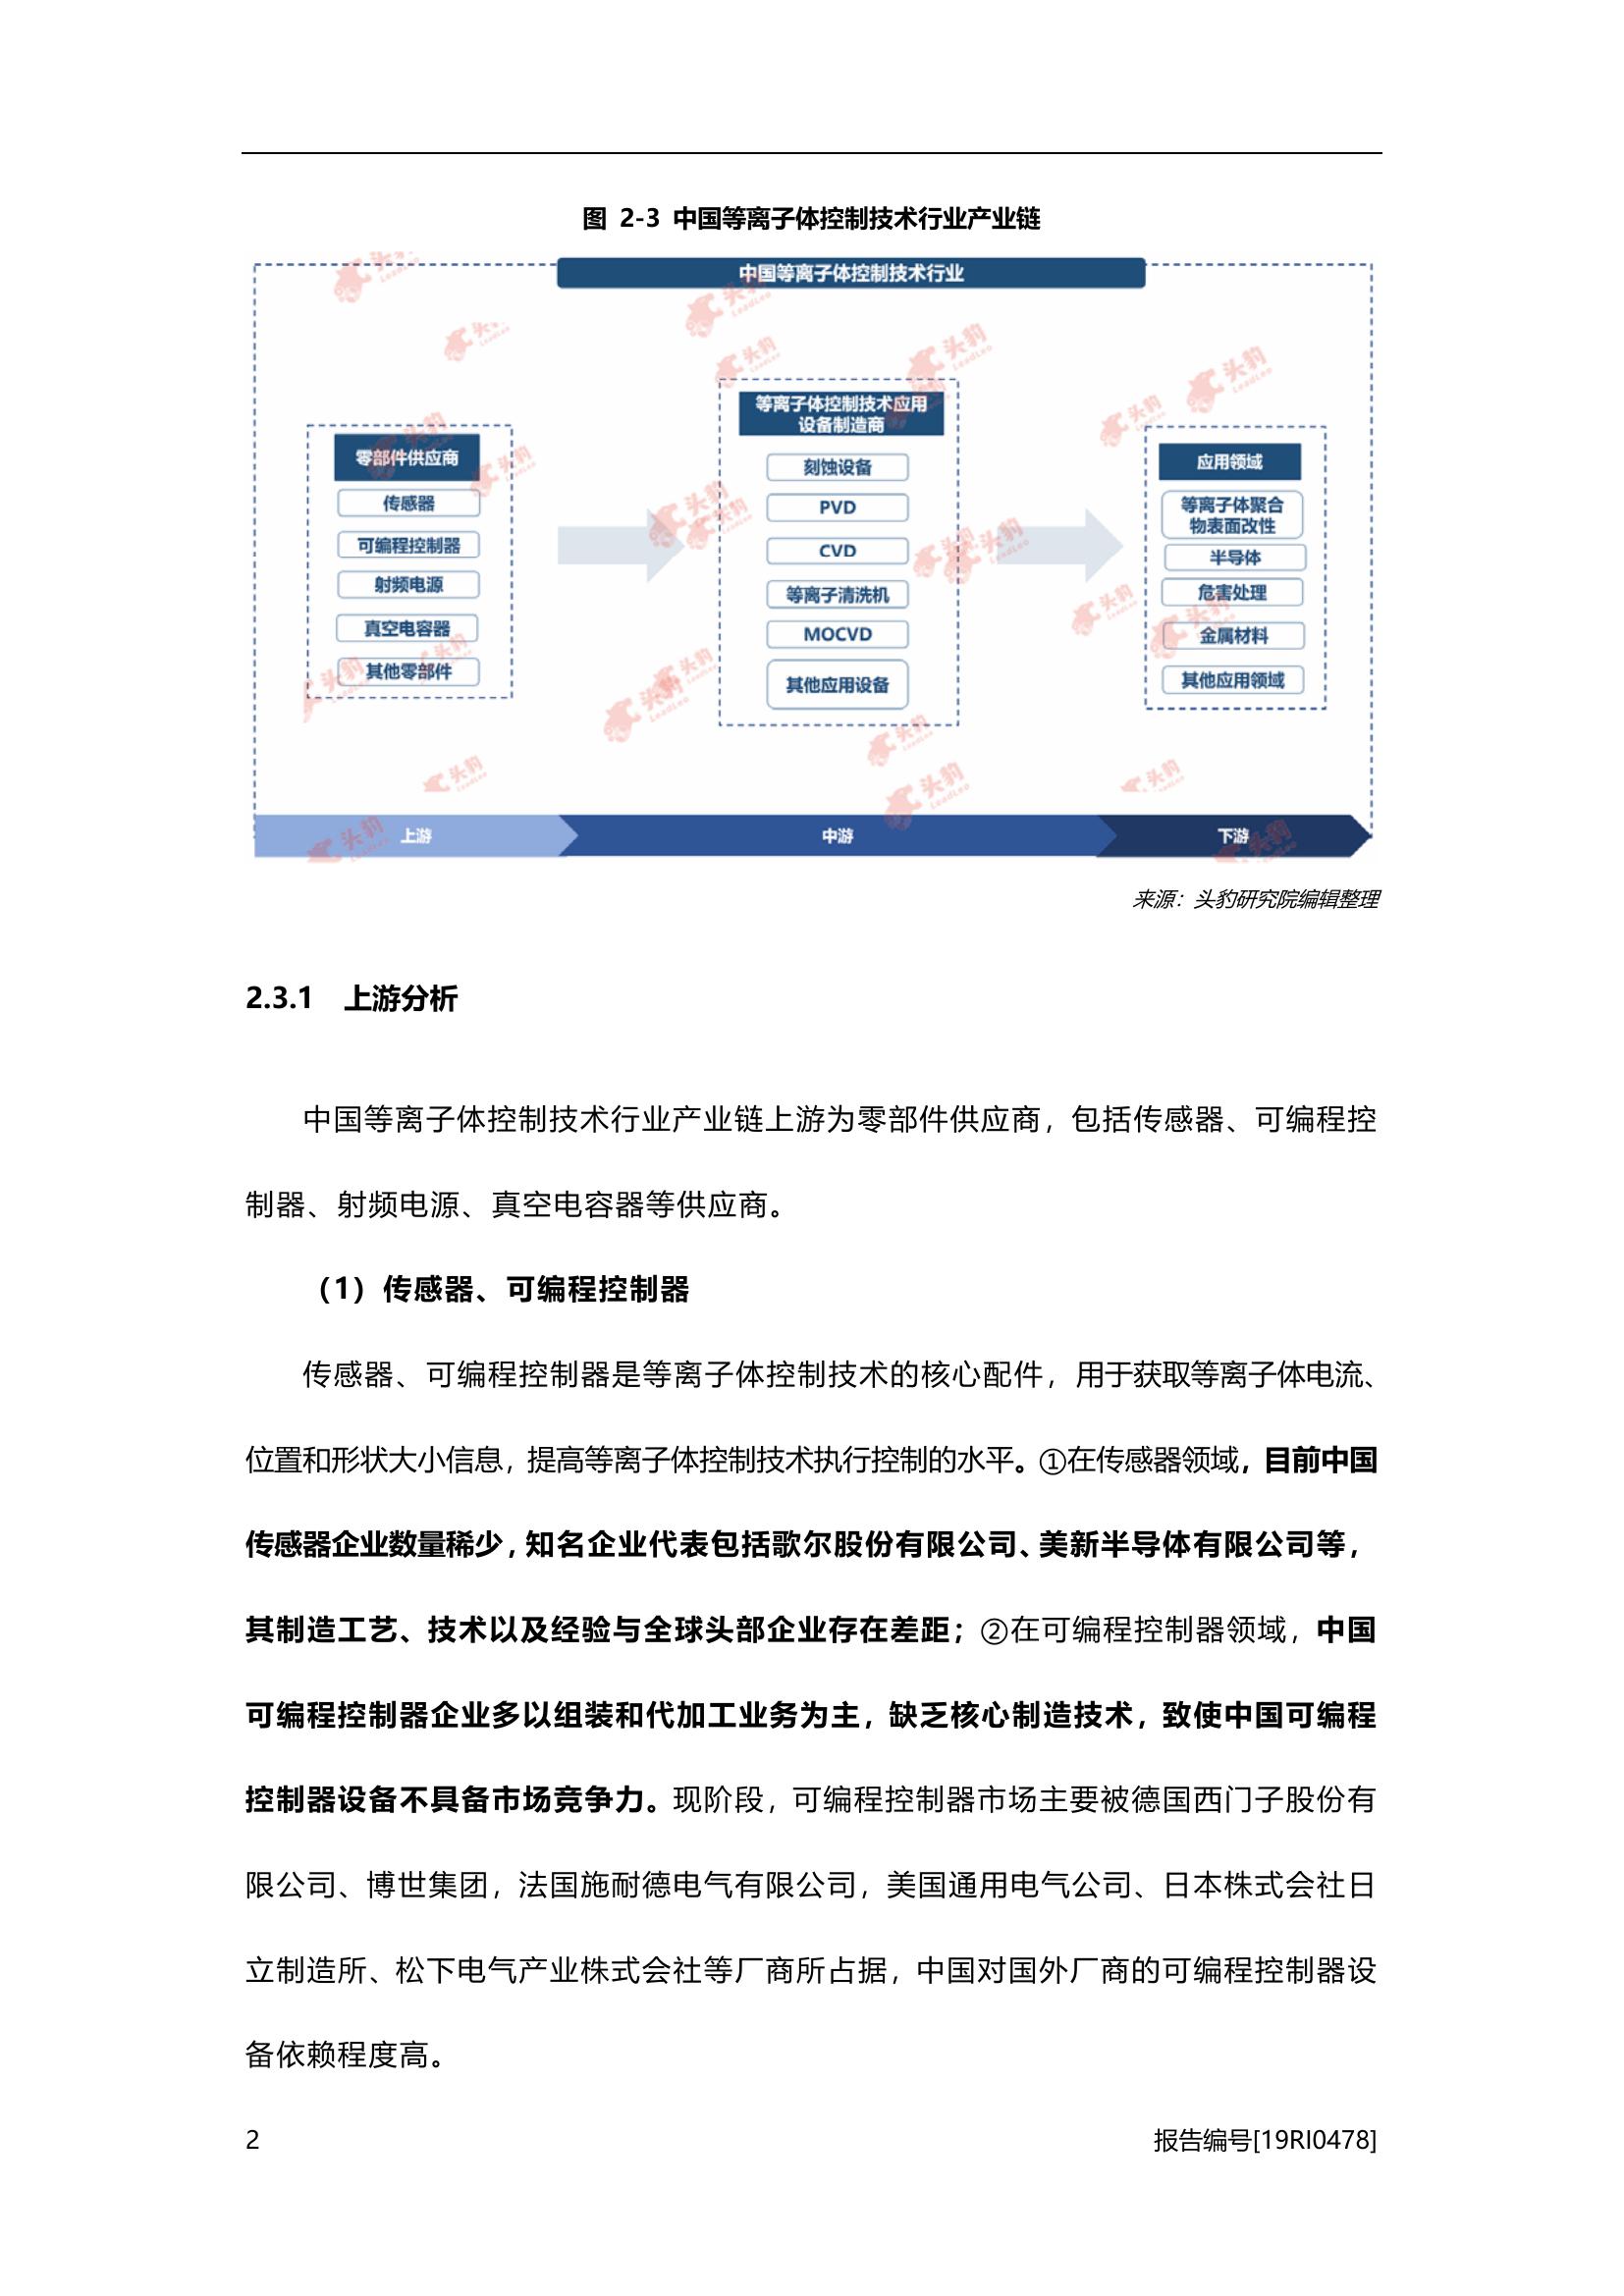 图 2-3 中国等离子体控制技术行业产业链
中国等离子体控制技术行业
零部件供应商
传感器
可编程控制器
射频电源
真空电容器
其他零部件
等离子体控制技术应用
设备制造商
刻蚀设备
PVD
CVD
等离子清洗机
MOCVD
其他应用设备
应用领域
等离子体聚合
物表面改性
半导体
危害处理
金属材料
其他应用领域
上游
中游
下游
头豹
LeadLeo
来源：头豹研究院编辑整理
2.3.1 上游分析
中国等离子体控制技术行业产业链上游为零部件供应商，包括传感器、可编程控
制器、射频电源、真空电容器等供应商。
（1）传感器、可编程控制器
传感器、可编程控制器是等离子体控制技术的核心配件，用于获取等离子体电流、
位置和形状大小信息，提高等离子体控制技术执行控制的水平。①在传感器领域，目前中国
传感器企业数量稀少，知名企业代表包括歌尔股份有限公司、美新半导体有限公司等，
其制造工艺、技术以及经验与全球头部企业存在差距；②在可编程控制器领域，中国
可编程控制器企业多以组装和代加工业务为主，缺乏核心制造技术，致使中国可编程
控制器设备不具备市场竞争力。现阶段，可编程控制器市场主要被德国西门子股份有
限公司、博世集团，法国施耐德电气有限公司，美国通用电气公司、日本株式会社日
立制造所、松下电气产业株式会社等厂商所占据，中国对国外厂商的可编程控制器设
备依赖程度高。
2
报告编号[19RI0478]